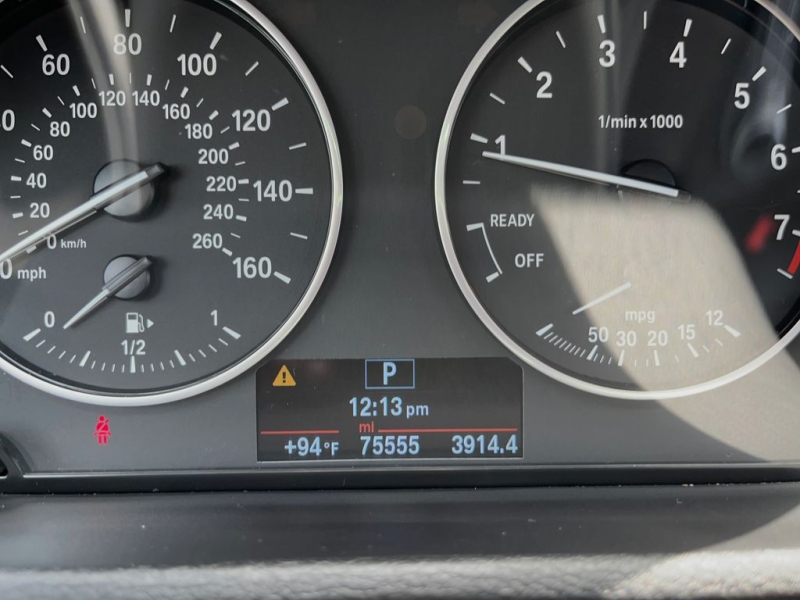 60 80 100 120 140 160
20 40 60 80 100 120 140 160 180 200 220 240 260
0 km/h
0 mph
0 1/2 1
1 2 3 4 5 6 7
1/min x 1000
READY
OFF
mpg
50 30 20 15 12
P
12:13 pm
mi
+94°F 75555 3914.4